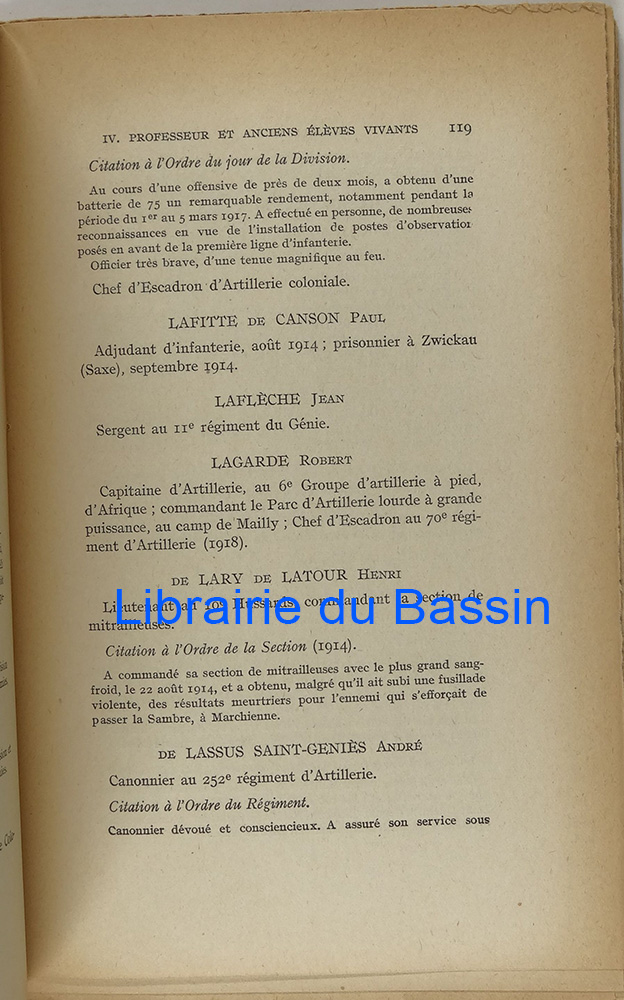 IV. PROFESSEUR ET ANCIENS ÉLÈVES VIVANTS 119
Citation à l'Ordre du jour de la Division.
Au cours d'une offensive de près de deux mois, a obtenu d'une
batterie de 75 un remarquable rendement, notamment pendant la
période du 1er au 5 mars 1917. A effectué en personne, de nombreuses
reconnaissances en vue de l'installation de postes d'observation
posés en avant de la première ligne d'infanterie.
Officier très brave, d'une tenue magnifique au feu.
Chef d'Escadron d'Artillerie coloniale.
LAFITTE DE CANSON PAUL
Adjudant d'infanterie, août 1914 ; prisonnier à Zwickau
(Saxe), septembre 1914.
LAFLÈCHE JEAN
Sergent au 11e régiment du Génie.
LAGARDE ROBERT
Capitaine d'Artillerie, au 6e Groupe d'artillerie à pied,
d'Afrique ; commandant le Parc d'Artillerie lourde à grande
puissance, au camp de Mailly ; Chef d'Escadron au 70e régi-
ment d'Artillerie (1918).
DE LARY DE LATOUR HENRI
Lieutenant au 10e Hussards, commandant la section de
mitrailleuses.
Librairie du Bassin
Citation à l'Ordre de la Section (1914).
A commandé sa section de mitrailleuses avec le plus grand sang-
froid, le 22 août 1914, et a obtenu, malgré qu'il ait subi une fusillade
violente, des résultats meurtriers pour l'ennemi qui s'efforçait de
passer la Sambre, à Marchienne.
DE LASSUS SAINT-GENIÈS ANDRÉ
Canonnier au 252e régiment d'Artillerie.
Citation à l'Ordre du Régiment.
Canonnier dévoué et consciencieux. A assuré son service sous